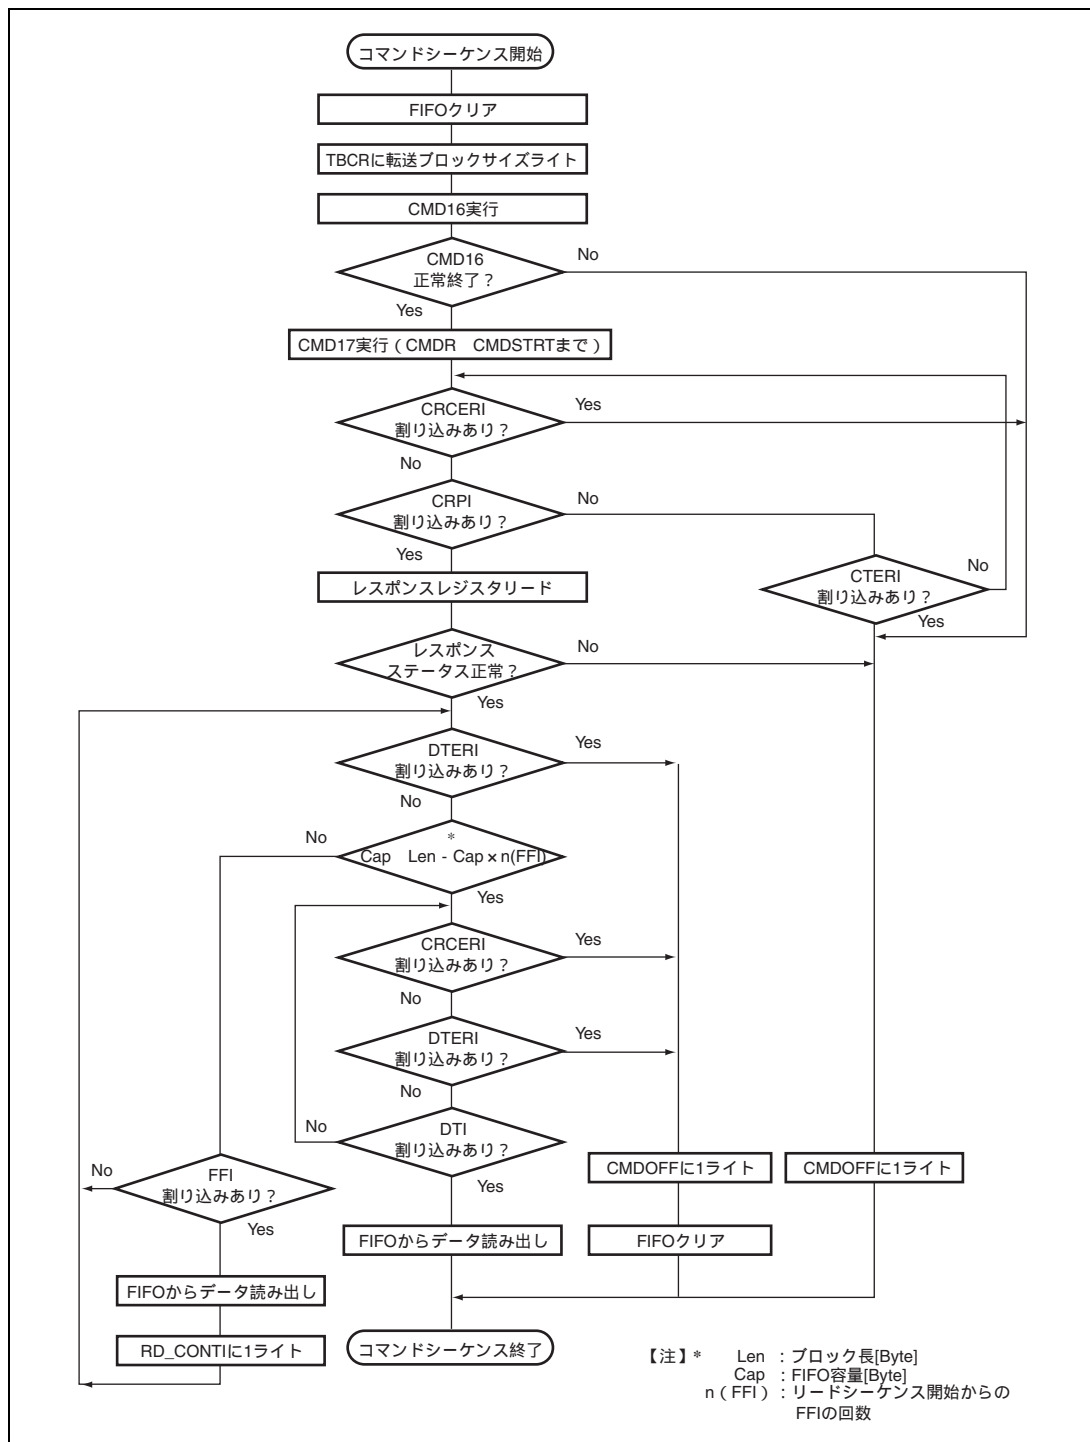 コマンドシーケンス開始
FIFOクリア
TBCRに転送ブロックサイズライト
CMD16実行
CMD16
正常終了？
No
Yes
CMD17実行（CMDR　CMDSTRTまで）
CRCERI
割り込みあり？
Yes
No
CRPI
割り込みあり？
No
Yes
CTERI
割り込みあり？
No
Yes
レスポンスレジスタリード
レスポンス
ステータス正常？
No
Yes
DTERI
割り込みあり？
Yes
No
*
Cap　Len - Cap × n(FFI)
No
Yes
CRCERI
割り込みあり？
Yes
No
DTERI
割り込みあり？
Yes
No
DTI
割り込みあり？
No
Yes
FFI
割り込みあり？
No
Yes
CMDOFFに1ライト
CMDOFFに1ライト
FIFOからデータ読み出し
FIFOクリア
FIFOからデータ読み出し
RD_CONTIに1ライト
コマンドシーケンス終了
【注】* Len ：ブロック長[Byte]
Cap ：FIFO容量[Byte]
n（FFI）：リードシーケンス開始からの
FFIの回数